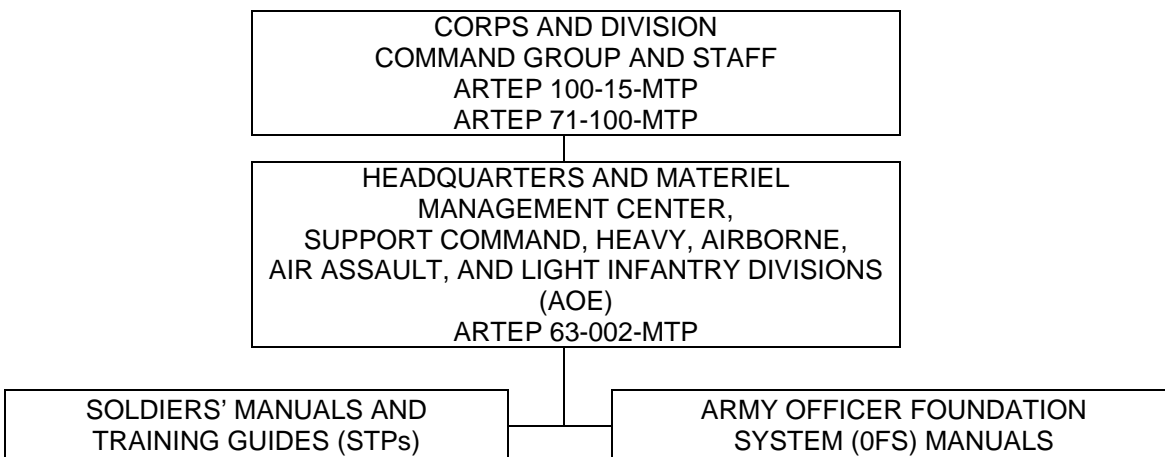 CORPS AND DIVISION
COMMAND GROUP AND STAFF
ARTEP 100-15-MTP
ARTEP 71-100-MTP
HEADQUARTERS AND MATERIEL
MANAGEMENT CENTER,
SUPPORT COMMAND, HEAVY, AIRBORNE,
AIR ASSAULT, AND LIGHT INFANTRY DIVISIONS
(AOE)
ARTEP 63-002-MTP
SOLDIERS’ MANUALS AND
TRAINING GUIDES (STPs)
ARMY OFFICER FOUNDATION
SYSTEM (0FS) MANUALS